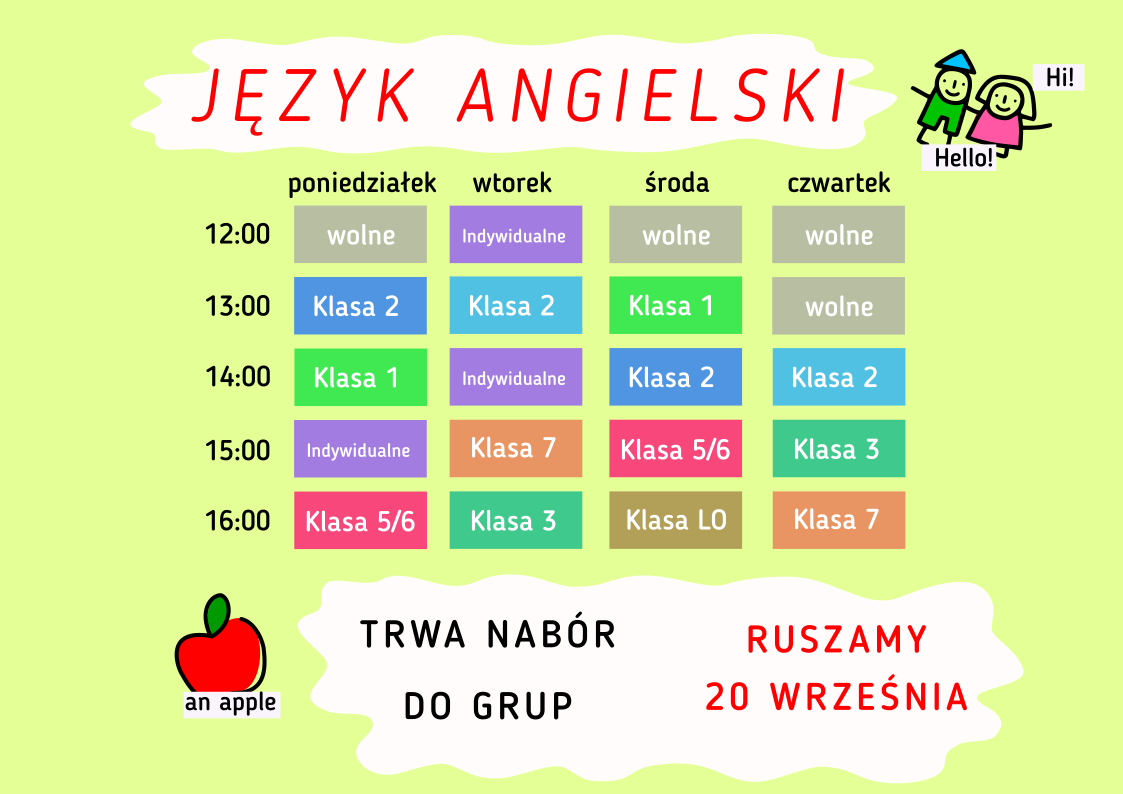 JĘZYK ANGIELSKI
Hi!
Hello!
poniedziałek wtorek środa czwartek
12:00 wolne Indywidualne wolne wolne
13:00 Klasa 2 Klasa 2 Klasa 1 wolne
14:00 Klasa 1 Indywidualne Klasa 2 Klasa 2
15:00 Indywidualne Klasa 7 Klasa 5/6 Klasa 3
16:00 Klasa 5/6 Klasa 3 Klasa LO Klasa 7
TRWA NABÓR
DO GRUP
RUSZAMY
20 WRZEŚNIA
an apple